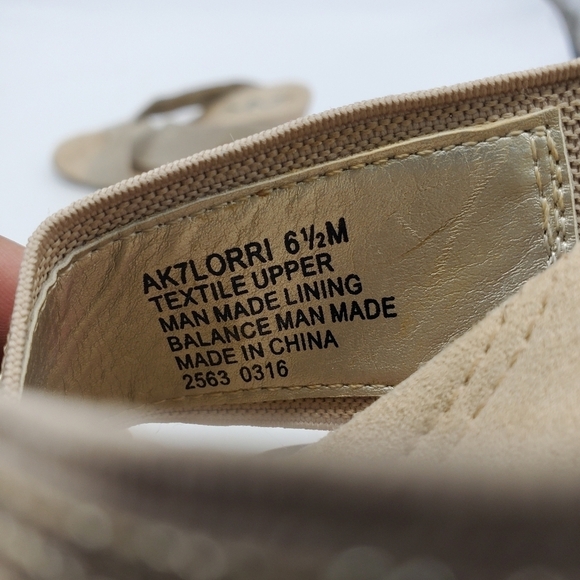 AK7LORRI 6½M
TEXTILE UPPER
MAN MADE LINING
BALANCE MAN MADE
MADE IN CHINA
2563 0316